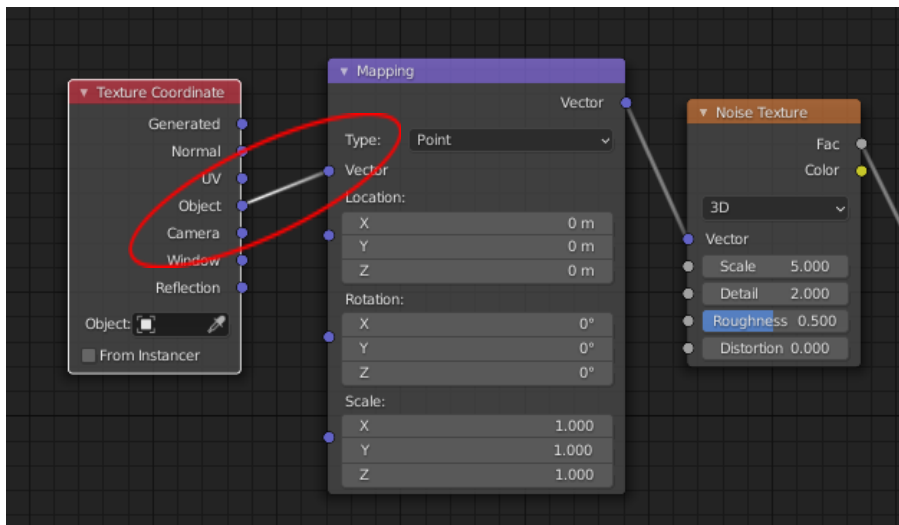 Texture Coordinate
Generated
Normal
UV
Object
Camera
Window
Reflection
Object:
From Instancer
Mapping
Vector
Type: Point
Vector
Location:
X 0 m
Y 0 m
Z 0 m
Rotation:
X 0°
Y 0°
Z 0°
Scale:
X 1.000
Y 1.000
Z 1.000
Noise Texture
Fac
Color
3D
Vector
Scale 5.000
Detail 2.000
Roughness 0.500
Distortion 0.000